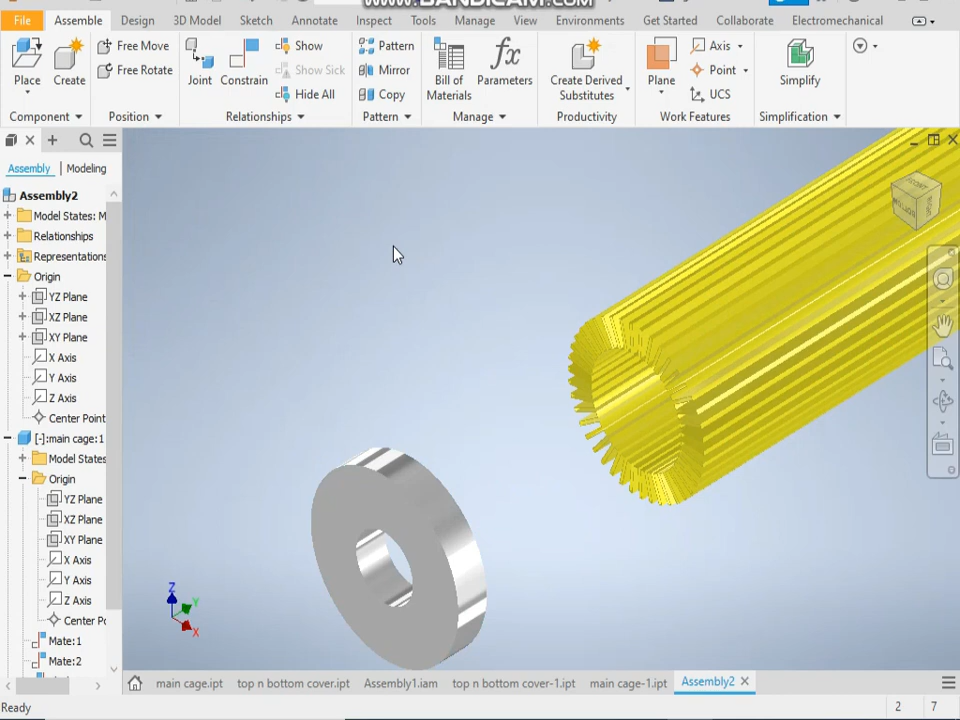 WWW.BANDICAM.COM
File Assemble Design 3D Model Sketch Annotate Inspect Tools Manage View Environments Get Started Collaborate Electromechanical
Place
Create
Free Move
Free Rotate
Joint
Constrain
Show
Show Sick
Hide All
Pattern
Mirror
Copy
Bill of
Materials
fx
Parameters
Create Derived
Substitutes
Plane
Axis
Point
UCS
Simplify
Component Position Relationships Pattern Manage Productivity Work Features Simplification
Assembly Modeling
Assembly2
Model States: M
Relationships
Representations
Origin
YZ Plane
XZ Plane
XY Plane
X Axis
Y Axis
Z Axis
Center Point
[-]:main cage:1
Model States
Origin
YZ Plane
XZ Plane
XY Plane
X Axis
Y Axis
Z Axis
Center Po
Mate:1
Mate:2
BOTTOM
Z
Y
X
main cage.ipt top n bottom cover.ipt Assembly1.iam top n bottom cover-1.ipt main cage-1.ipt Assembly2
Ready 2 7